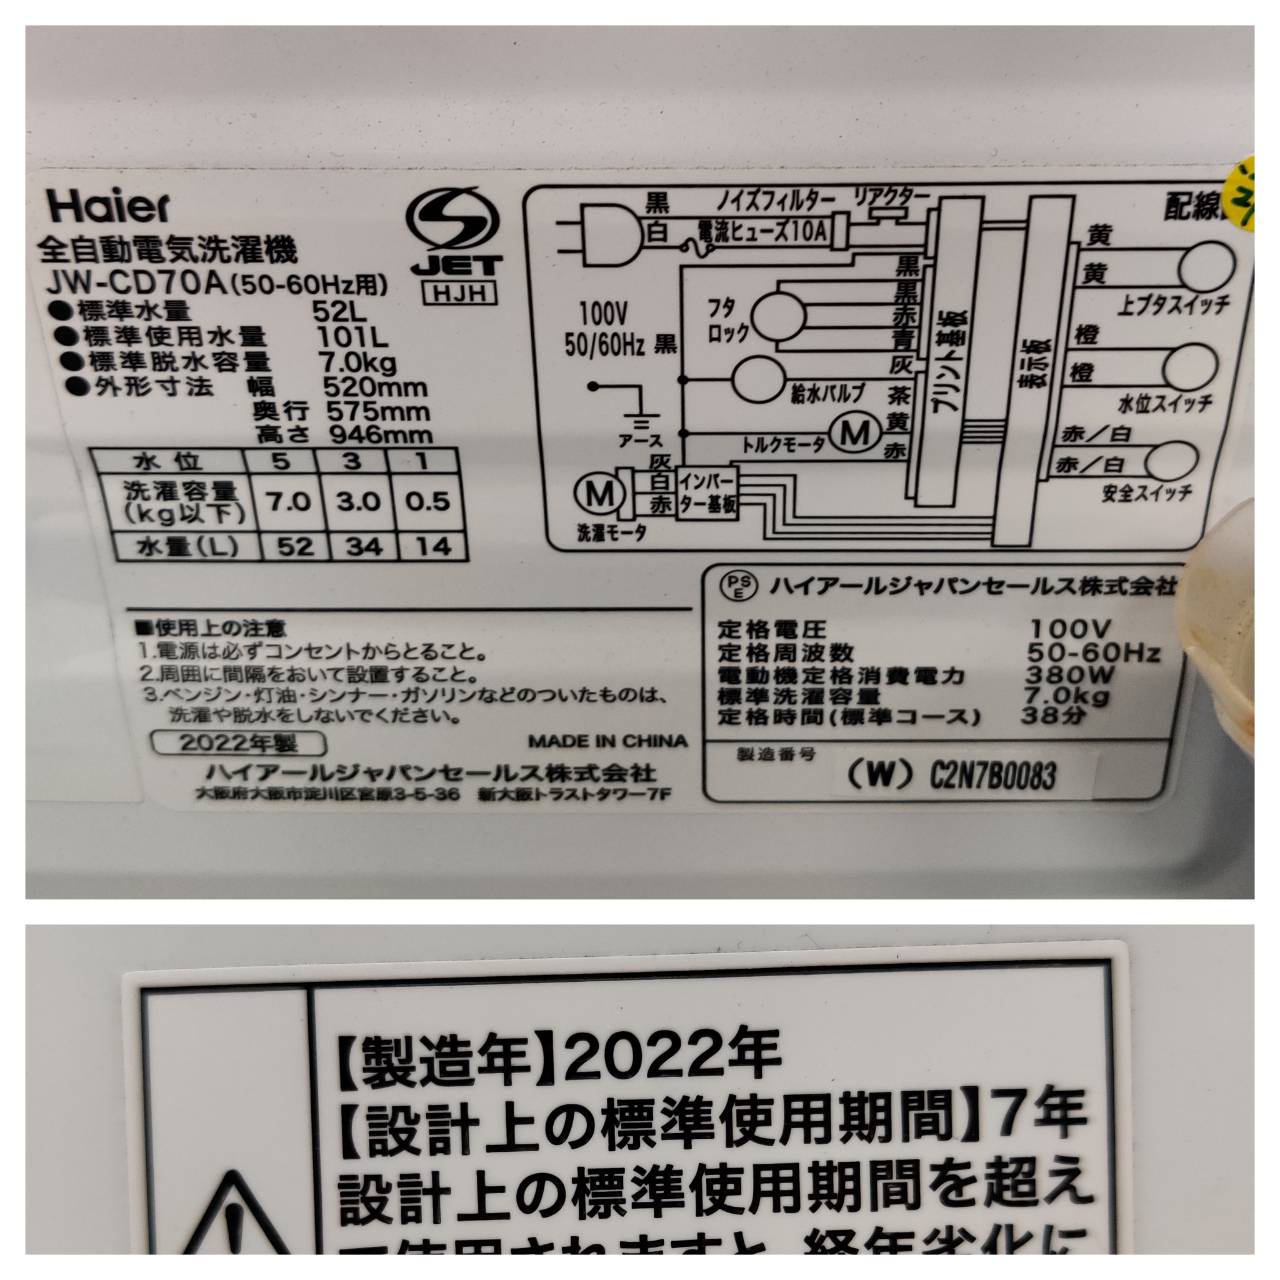 Haier
全自動電気洗濯機
JW-CD70A(50-60Hz用)
●標準水量 52L
●標準使用水量 101L
●標準脱水容量 7.0kg
●外形寸法 幅 520mm
奥行 575mm
高さ 946mm
JET
HJH
水位 5 3 1
洗濯容量
(kg以下) 7.0 3.0 0.5
水量(L) 52 34 14
配線
黒 ノイズフィルター リアクター
白 電流ヒューズ10A
100V
50/60Hz
黒
アース
フタ
ロック
黒
黒
赤
青
給水バルブ
灰
茶
トルクモータ
M
黄
赤
灰
白
赤
M
洗濯モータ
インバー
ター基板
プリント基板
表示板
黄
黄
上ブタスイッチ
橙
橙
水位スイッチ
赤/白
赤/白
安全スイッチ
■使用上の注意
1.電源は必ずコンセントからとること。
2.周囲に間隔をおいて設置すること。
3.ベンジン・灯油・シンナー・ガソリンなどのついたものは、
洗濯や脱水をしないでください。
2022年製 MADE IN CHINA
ハイアールジャパンセールス株式会社
大阪府大阪市淀川区宮原3-5-36 新大阪トラストタワー7F
PSE ハイアールジャパンセールス株式会社
定格電圧 100V
定格周波数 50-60Hz
電動機定格消費電力 380W
標準洗濯容量 7.0kg
定格時間(標準コース) 38分
製造番号
(W) C2N7B0083
【製造年】2022年
【設計上の標準使用期間】7年
設計上の標準使用期間を超え
て使用されますと、経年劣化に